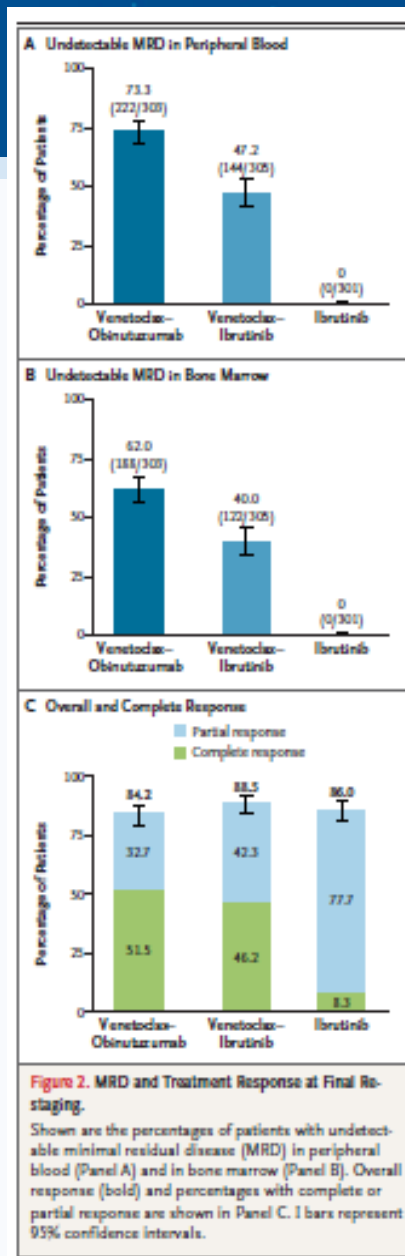 A Undetectable MRD in Peripheral Blood
Percentage of Patients
100
75
50
25
0
73.3
(222/303)
47.2
(144/305)
0
(0/301)
Venetoclax–
Obinutuzumab
Venetoclax–
Ibrutinib
Ibrutinib
B Undetectable MRD in Bone Marrow
Percentage of Patients
100
75
50
25
0
62.0
(188/303)
40.0
(122/305)
0
(0/301)
Venetoclax–
Obinutuzumab
Venetoclax–
Ibrutinib
Ibrutinib
C Overall and Complete Response
Partial response
Complete response
Percentage of Patients
100
75
50
25
0
84.2
32.7
51.5
88.5
42.3
46.2
86.0
77.7
8.3
Venetoclax–
Obinutuzumab
Venetoclax–
Ibrutinib
Ibrutinib
Figure 2. MRD and Treatment Response at Final Re-
staging.
Shown are the percentages of patients with undetect-
able minimal residual disease (MRD) in peripheral
blood (Panel A) and in bone marrow (Panel B). Overall
response (bold) and percentages with complete or
partial response are shown in Panel C. I bars represent
95% confidence intervals.